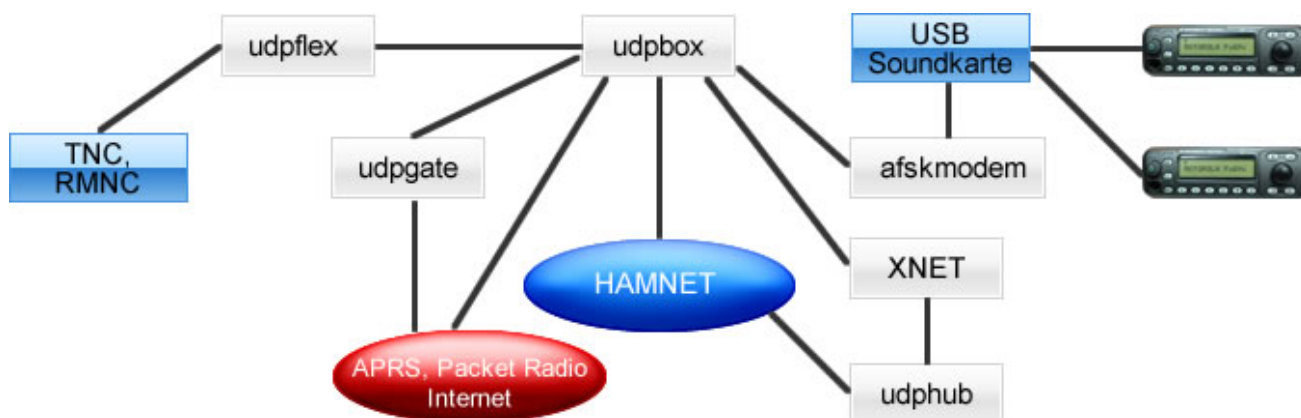 udpflex
udpbox
USB
Soundkarte
TNC,
RMNC
udpgate
afskmodem
HAMNET
XNET
APRS, Packet Radio
Internet
udphub